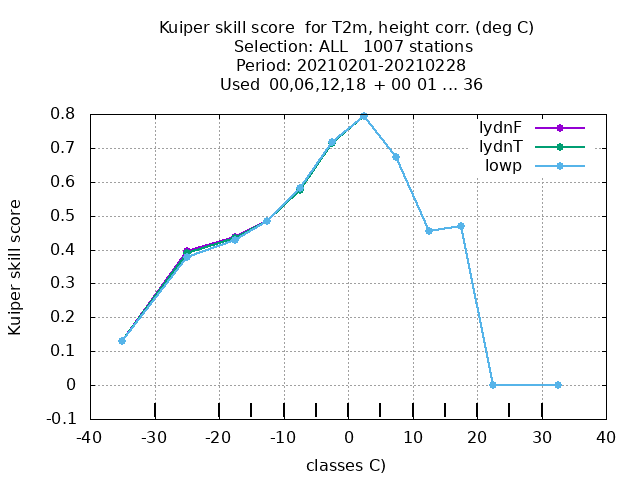 Kuiper skill score  for T2m, height corr. (deg C)
Selection: ALL   1007 stations
Period: 20210201-20210228
Used  00,06,12,18 + 00 01 ... 36
lydnF
lydnT
lowp
Kuiper skill score
0.8
0.7
0.6
0.5
0.4
0.3
0.2
0.1
0
-0.1
-40 -30 -20 -10 0 10 20 30 40
classes C)